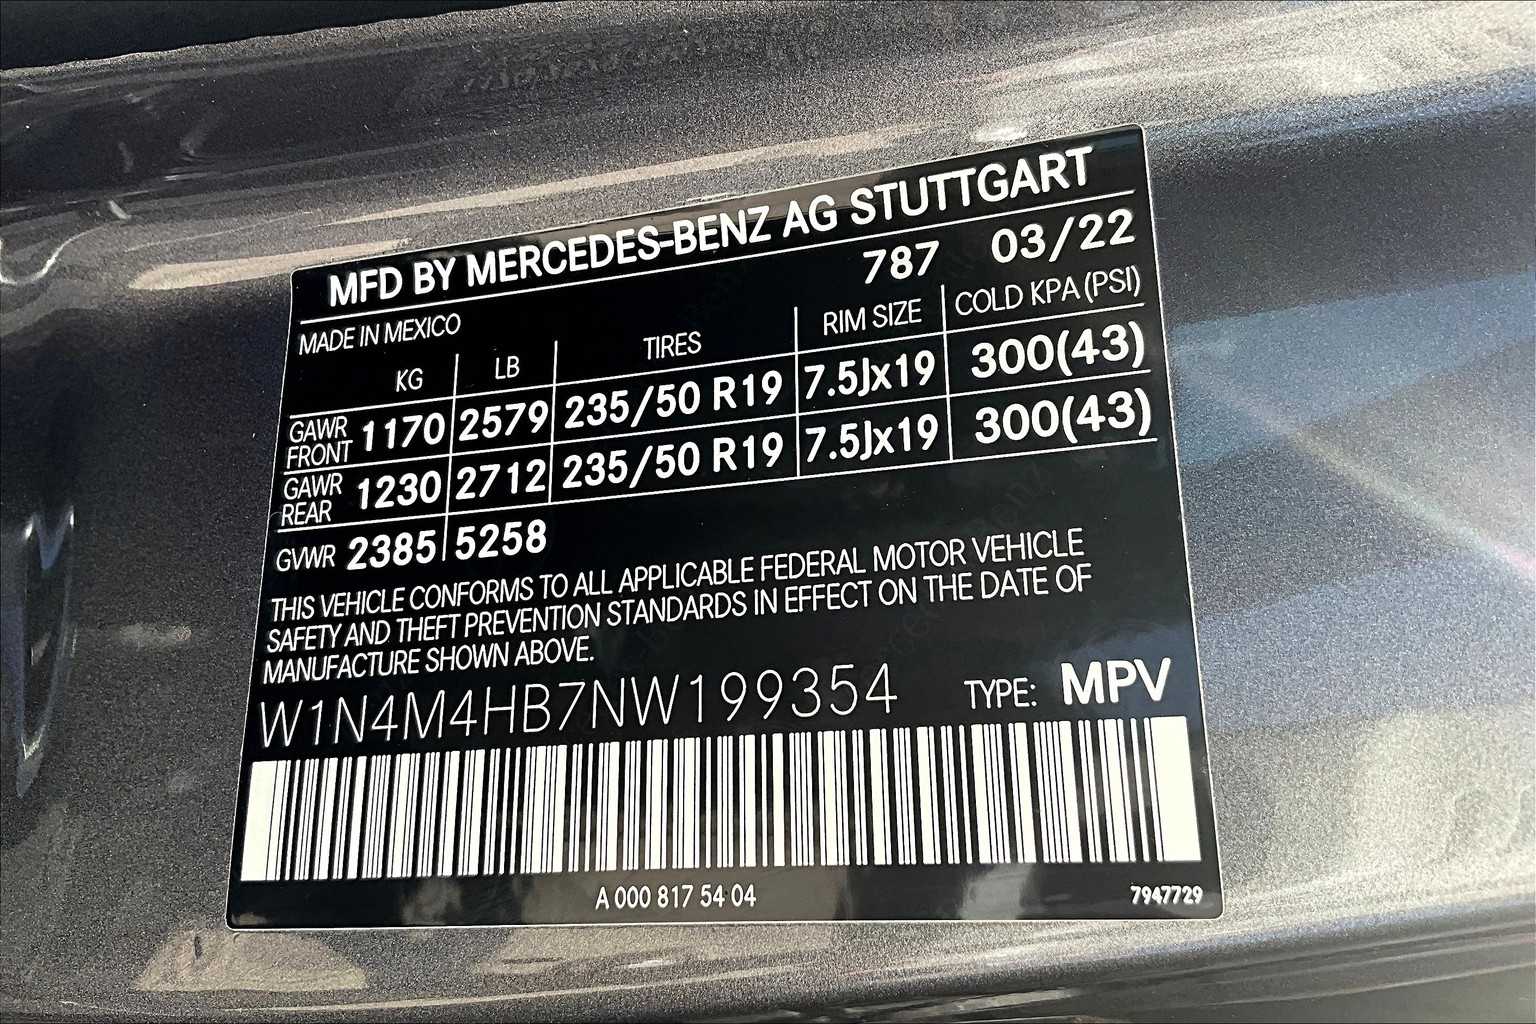 MFD BY MERCEDES-BENZ AG STUTTGART
787 03/22
MADE IN MEXICO
KG LB TIRES RIM SIZE COLD KPA (PSI)
GAWR FRONT 1170 2579 235/50 R19 7.5Jx19 300(43)
GAWR REAR 1230 2712 235/50 R19 7.5Jx19 300(43)
GVWR 2385 5258
THIS VEHICLE CONFORMS TO ALL APPLICABLE FEDERAL MOTOR VEHICLE
SAFETY AND THEFT PREVENTION STANDARDS IN EFFECT ON THE DATE OF
MANUFACTURE SHOWN ABOVE.
W1N4M4HB7NW199354 TYPE: MPV
A 000 817 54 04 7947729